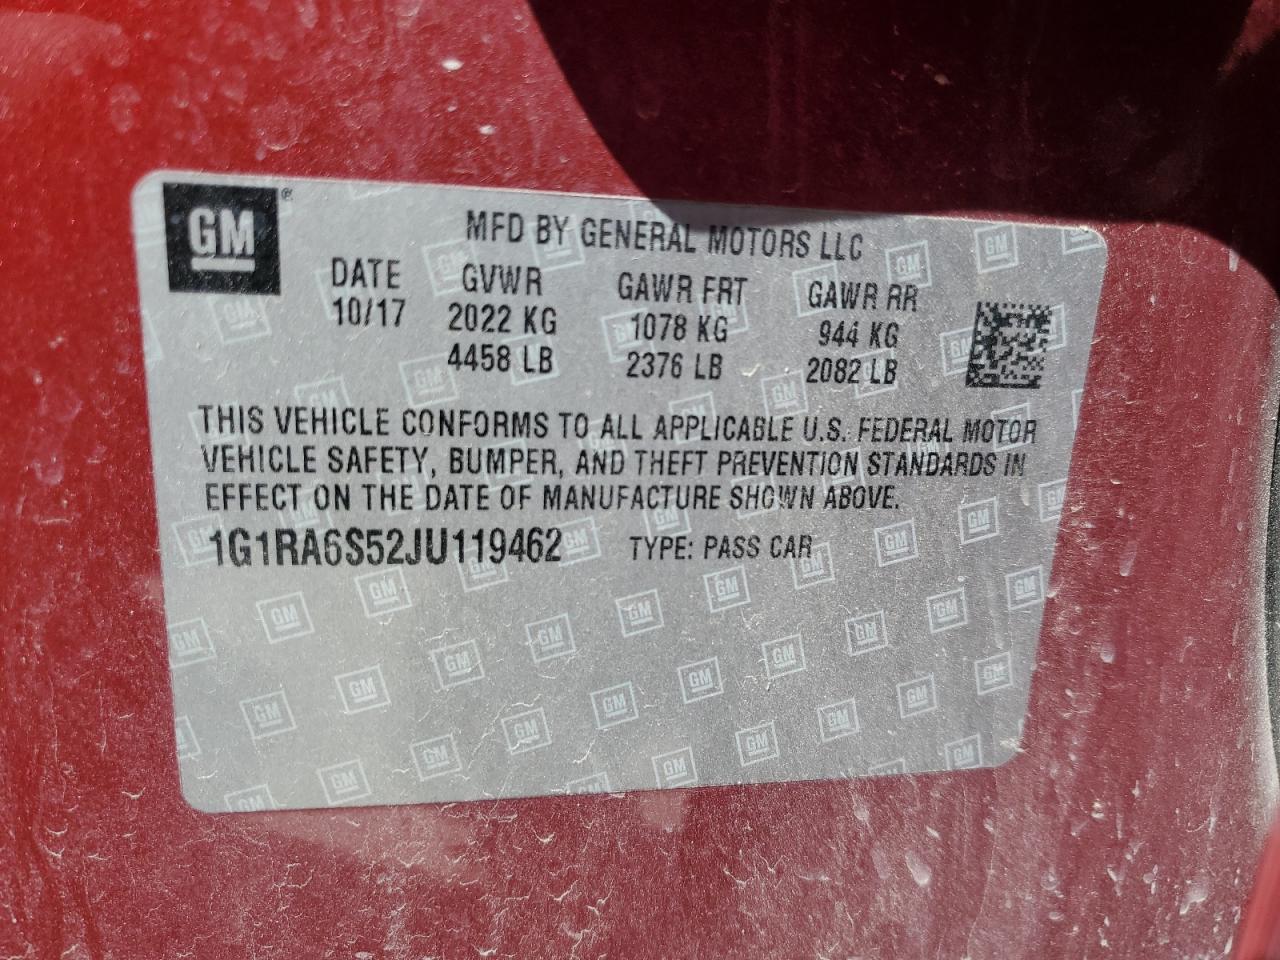 GM®
MFD BY GENERAL MOTORS LLC
DATE GVWR GAWR FRT GAWR RR
10/17 2022 KG 1078 KG 944 KG
4458 LB 2376 LB 2082 LB
THIS VEHICLE CONFORMS TO ALL APPLICABLE U.S. FEDERAL MOTOR
VEHICLE SAFETY, BUMPER, AND THEFT PREVENTION STANDARDS IN
EFFECT ON THE DATE OF MANUFACTURE SHOWN ABOVE.
1G1RA6S52JU119462 TYPE: PASS CAR